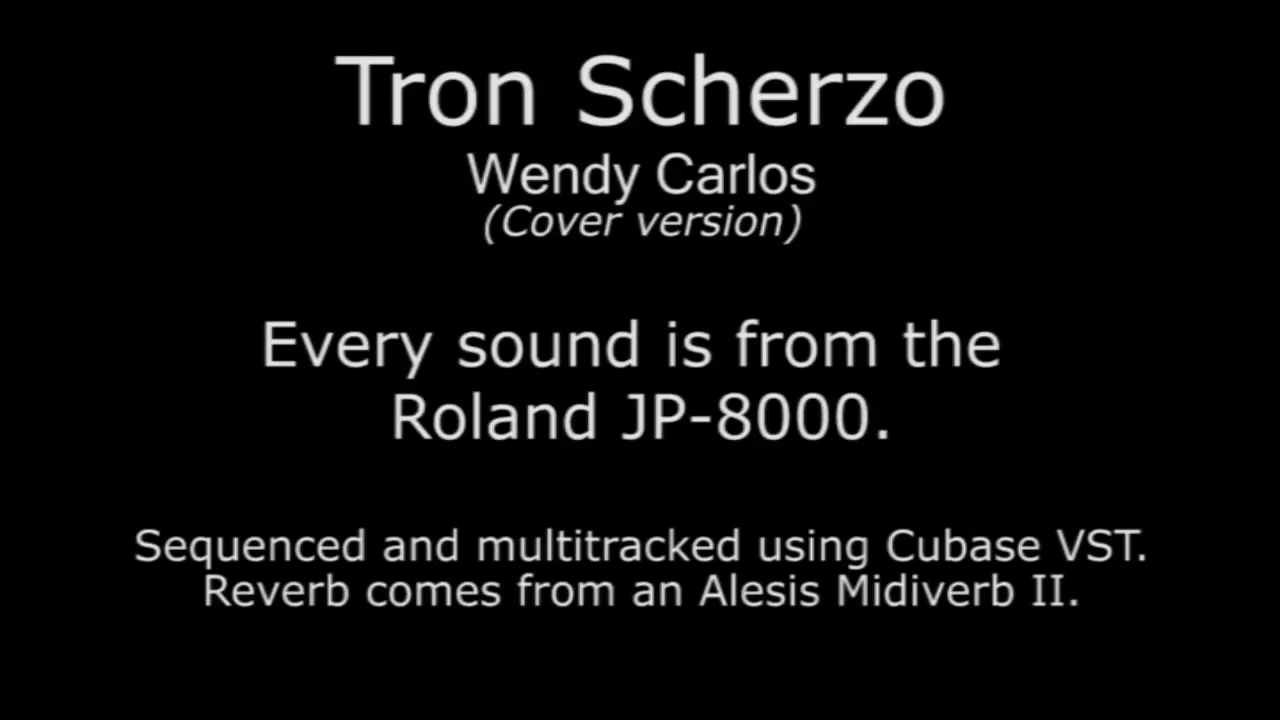 Tron Scherzo
Wendy Carlos
(Cover version)
Every sound is from the
Roland JP-8000.
Sequenced and multitracked using Cubase VST.
Reverb comes from an Alesis Midiverb II.